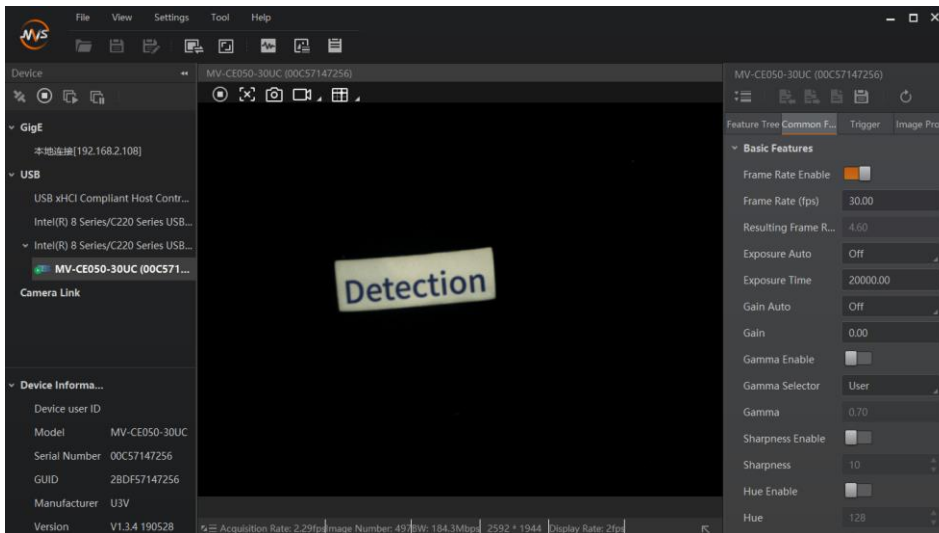 MVS
File View Settings Tool Help
Device
MV-CE050-30UC (00C57147256)
GigE
本地连接[192.168.2.108]
USB
USB xHCI Compliant Host Contr...
Intel(R) 8 Series/C220 Series USB...
Intel(R) 8 Series/C220 Series USB...
MV-CE050-30UC (00C571...
Camera Link
Device Informa...
Device user ID
Model MV-CE050-30UC
Serial Number 00C57147256
GUID 2BDF57147256
Manufacturer U3V
Version V1.3.4 190528
Detection
Acquisition Rate: 2.29fps Image Number: 4978 BW: 184.3Mbps 2592 * 1944 Display Rate: 2fps
MV-CE050-30UC (00C57147256)
Feature Tree Common F... Trigger Image Pro
Basic Features
Frame Rate Enable
Frame Rate (fps) 30.00
Resulting Frame R... 4.60
Exposure Auto Off
Exposure Time 20000.00
Gain Auto Off
Gain 0.00
Gamma Enable
Gamma Selector User
Gamma 0.70
Sharpness Enable
Sharpness 10
Hue Enable
Hue 128